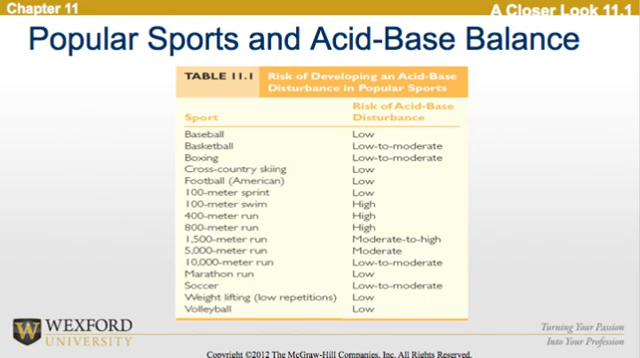 Chapter 11 A Closer Look 11.1
Popular Sports and Acid-Base Balance
TABLE 11.1 Risk of Developing an Acid-Base
Disturbance in Popular Sports
Risk of Acid-Base
Sport Disturbance
Baseball Low
Basketball Low-to-moderate
Boxing Low-to-moderate
Cross-country skiing Low
Football (American) Low
100-meter sprint Low
100-meter swim High
400-meter run High
800-meter run High
1,500-meter run Moderate-to-high
5,000-meter run Moderate
10,000-meter run Low-to-moderate
Marathon run Low
Soccer Low-to-moderate
Weight lifting (low repetitions) Low
Volleyball Low
WEXFORD
UNIVERSITY
Turning Your Passion
Into Your Profession
Copyright ©2012 The McGraw-Hill Companies, Inc. All Rights Reserved.